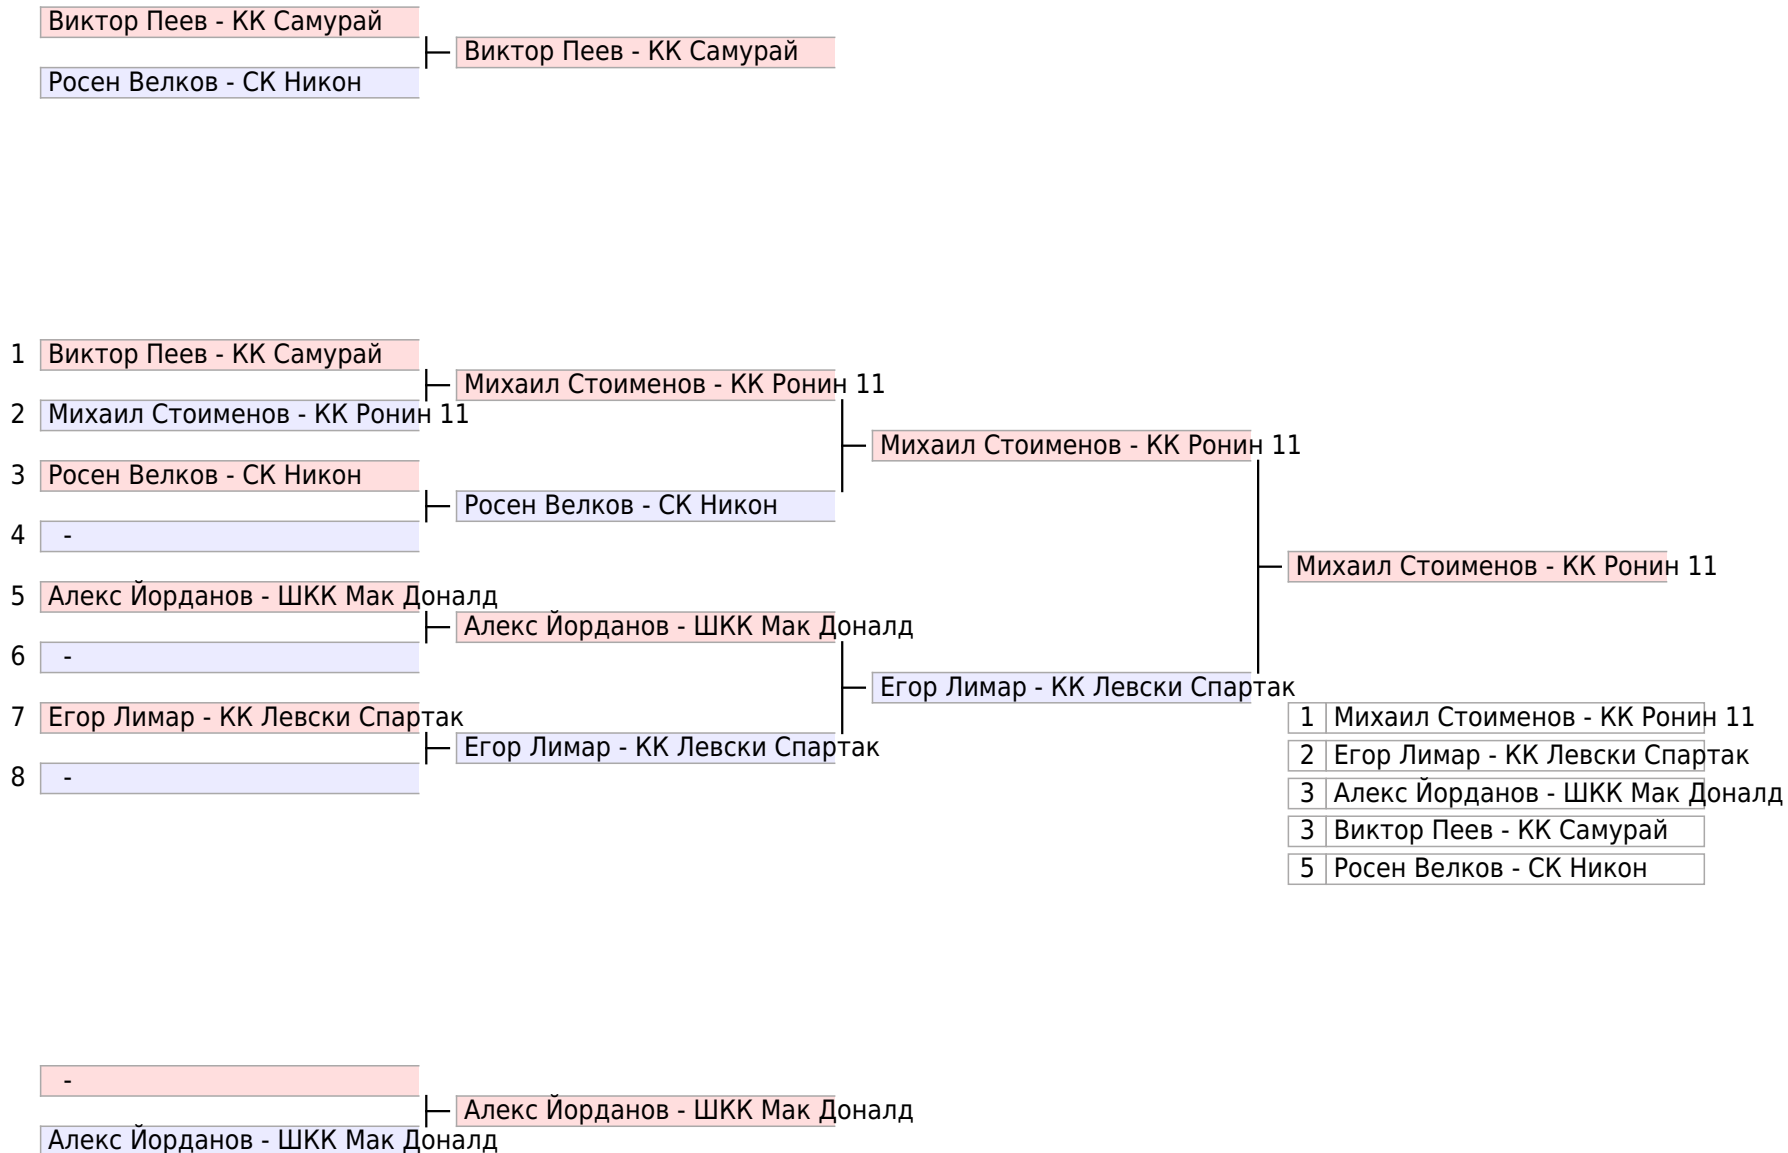 Виктор Пеев - КК Самурай
Виктор Пеев - КК Самурай
Росен Велков - СК Никон
1 Виктор Пеев - КК Самурай
Михаил Стоименов - КК Ронин 11
2 Михаил Стоименов - КК Ронин 11
Михаил Стоименов - КК Ронин 11
3 Росен Велков - СК Никон
Росен Велков - СК Никон
4 -
Михаил Стоименов - КК Ронин 11
5 Алекс Йорданов - ШКК Мак Доналд
Алекс Йорданов - ШКК Мак Доналд
6 -
Егор Лимар - КК Левски Спартак
7 Егор Лимар - КК Левски Спартак
1 Михаил Стоименов - КК Ронин 11
Егор Лимар - КК Левски Спартак
2 Егор Лимар - КК Левски Спартак
8 -
3 Алекс Йорданов - ШКК Мак Доналд
3 Виктор Пеев - КК Самурай
5 Росен Велков - СК Никон
-
Алекс Йорданов - ШКК Мак Доналд
Алекс Йорданов - ШКК Мак Доналд